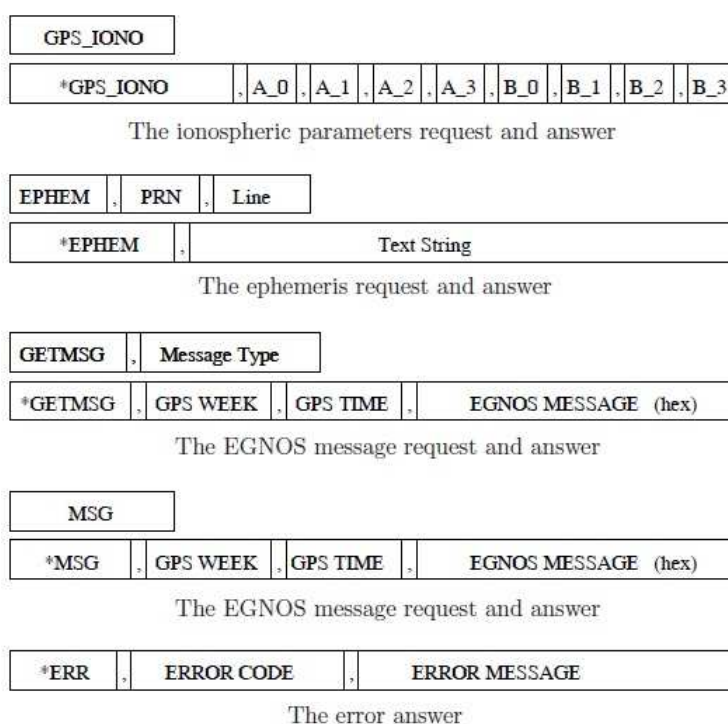 GPS_IONO
*GPS_IONO , A_0 , A_1 , A_2 , A_3 , B_0 , B_1 , B_2 , B_3
The ionospheric parameters request and answer
EPHEM , PRN , Line
*EPHEM , Text String
The ephemeris request and answer
GETMSG , Message Type
*GETMSG , GPS WEEK , GPS TIME , EGNOS MESSAGE (hex)
The EGNOS message request and answer
MSG
*MSG , GPS WEEK , GPS TIME , EGNOS MESSAGE (hex)
The EGNOS message request and answer
*ERR , ERROR CODE , ERROR MESSAGE
The error answer